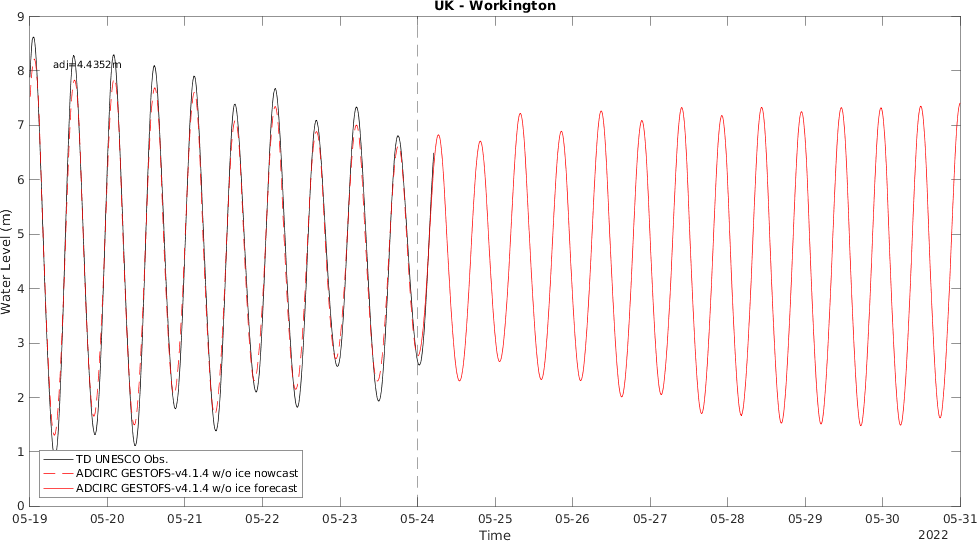 UK - Workington
9
8
7
6
5
4
3
2
1
0
Water Level (m)
adj=4.4352m
TD UNESCO Obs.
ADCIRC GESTOFS-v4.1.4 w/o ice nowcast
ADCIRC GESTOFS-v4.1.4 w/o ice forecast
05-19 05-20 05-21 05-22 05-23 05-24 05-25 05-26 05-27 05-28 05-29 05-30 05-31
Time
2022